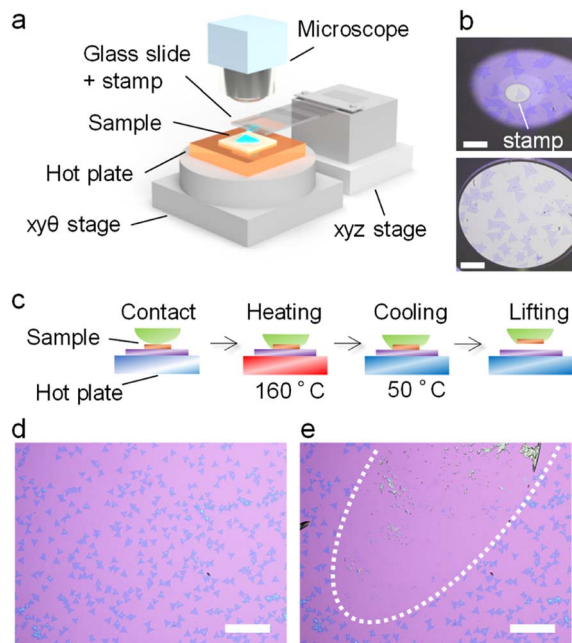 a
Microscope
Glass slide
+ stamp
Sample
Hot plate
xyθ stage
xyz stage
b
stamp
c
Contact
Heating
Cooling
Lifting
Sample
Hot plate
160 °C
50 °C
d
e